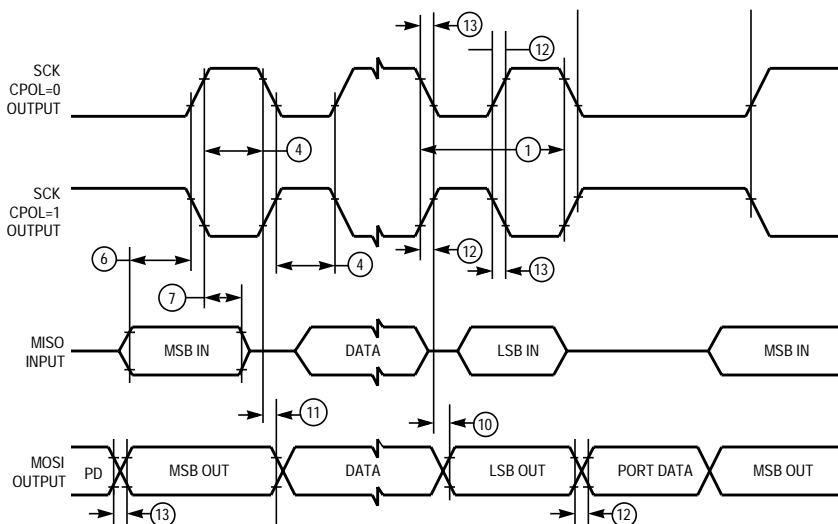 13
12
SCK
CPOL=0
OUTPUT
4
1
SCK
CPOL=1
OUTPUT
6
12
4
13
7
MISO
INPUT
MSB IN
DATA
LSB IN
MSB IN
11
10
MOSI
OUTPUT
PD
MSB OUT
DATA
LSB OUT
PORT DATA
MSB OUT
13
12